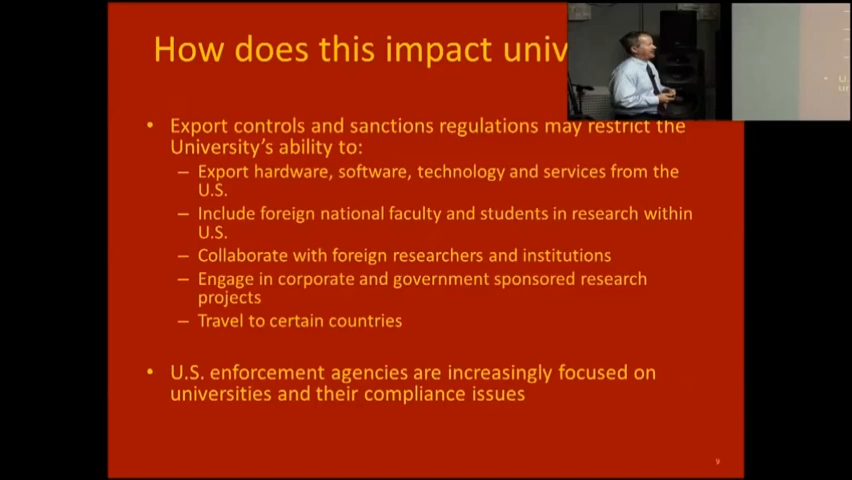 How does this impact univ
• Export controls and sanctions regulations may restrict the
University's ability to:
– Export hardware, software, technology and services from the
U.S.
– Include foreign national faculty and students in research within
U.S.
– Collaborate with foreign researchers and institutions
– Engage in corporate and government sponsored research
projects
– Travel to certain countries
• U.S. enforcement agencies are increasingly focused on
universities and their compliance issues
9